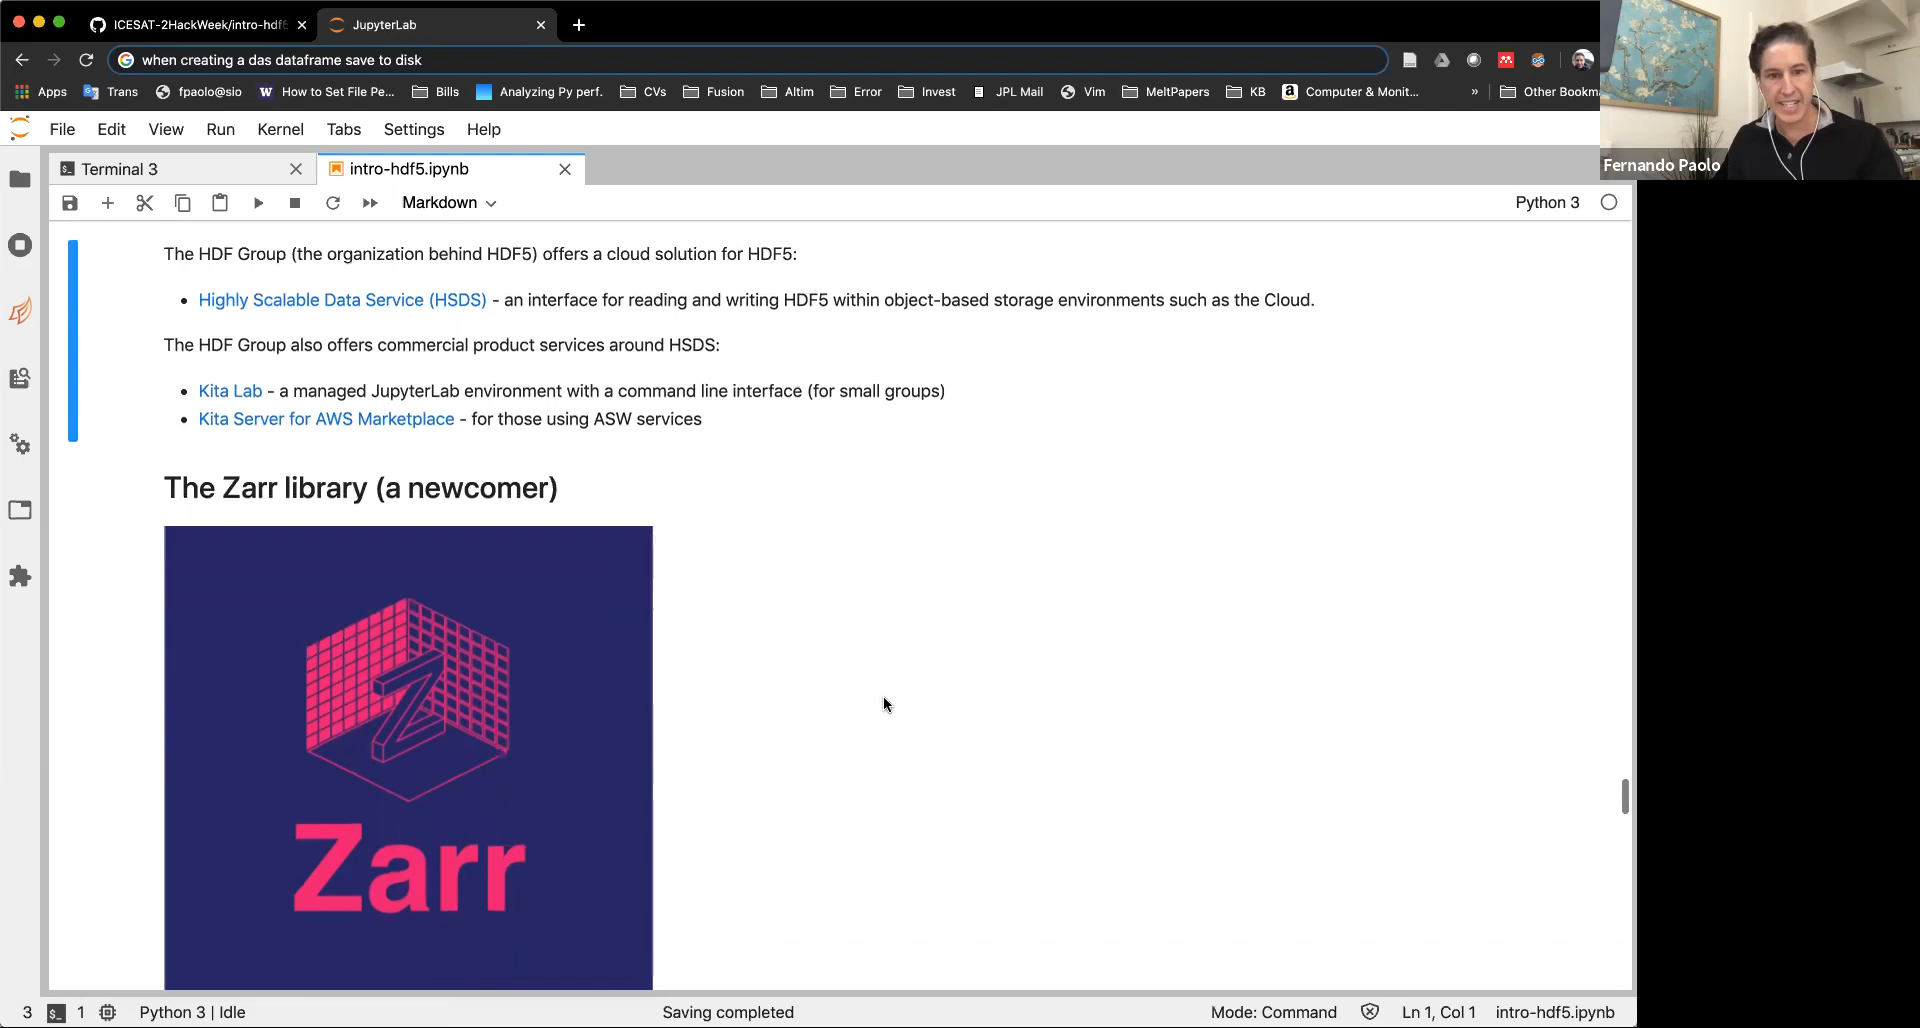 ICESAT-2HackWeek/intro-hdf5
JupyterLab
when creating a das dataframe save to disk
Apps
Trans
fpaolo@sio
W How to Set File Pe...
Bills
Analyzing Py perf.
CVs
Fusion
Altim
Error
Invest
JPL Mail
Vim
MeltPapers
KB
a Computer & Monit...
»
Other Bookma
File Edit View Run Kernel Tabs Settings Help
Fernando Paolo
Terminal 3
intro-hdf5.ipynb
Markdown
Python 3
The HDF Group (the organization behind HDF5) offers a cloud solution for HDF5:
• Highly Scalable Data Service (HSDS) - an interface for reading and writing HDF5 within object-based storage environments such as the Cloud.
The HDF Group also offers commercial product services around HSDS:
• Kita Lab - a managed JupyterLab environment with a command line interface (for small groups)
• Kita Server for AWS Marketplace - for those using ASW services
The Zarr library (a newcomer)
Z
Zarr
3 $_ 1 Python 3 | Idle
Saving completed
Mode: Command
Ln 1, Col 1
intro-hdf5.ipynb